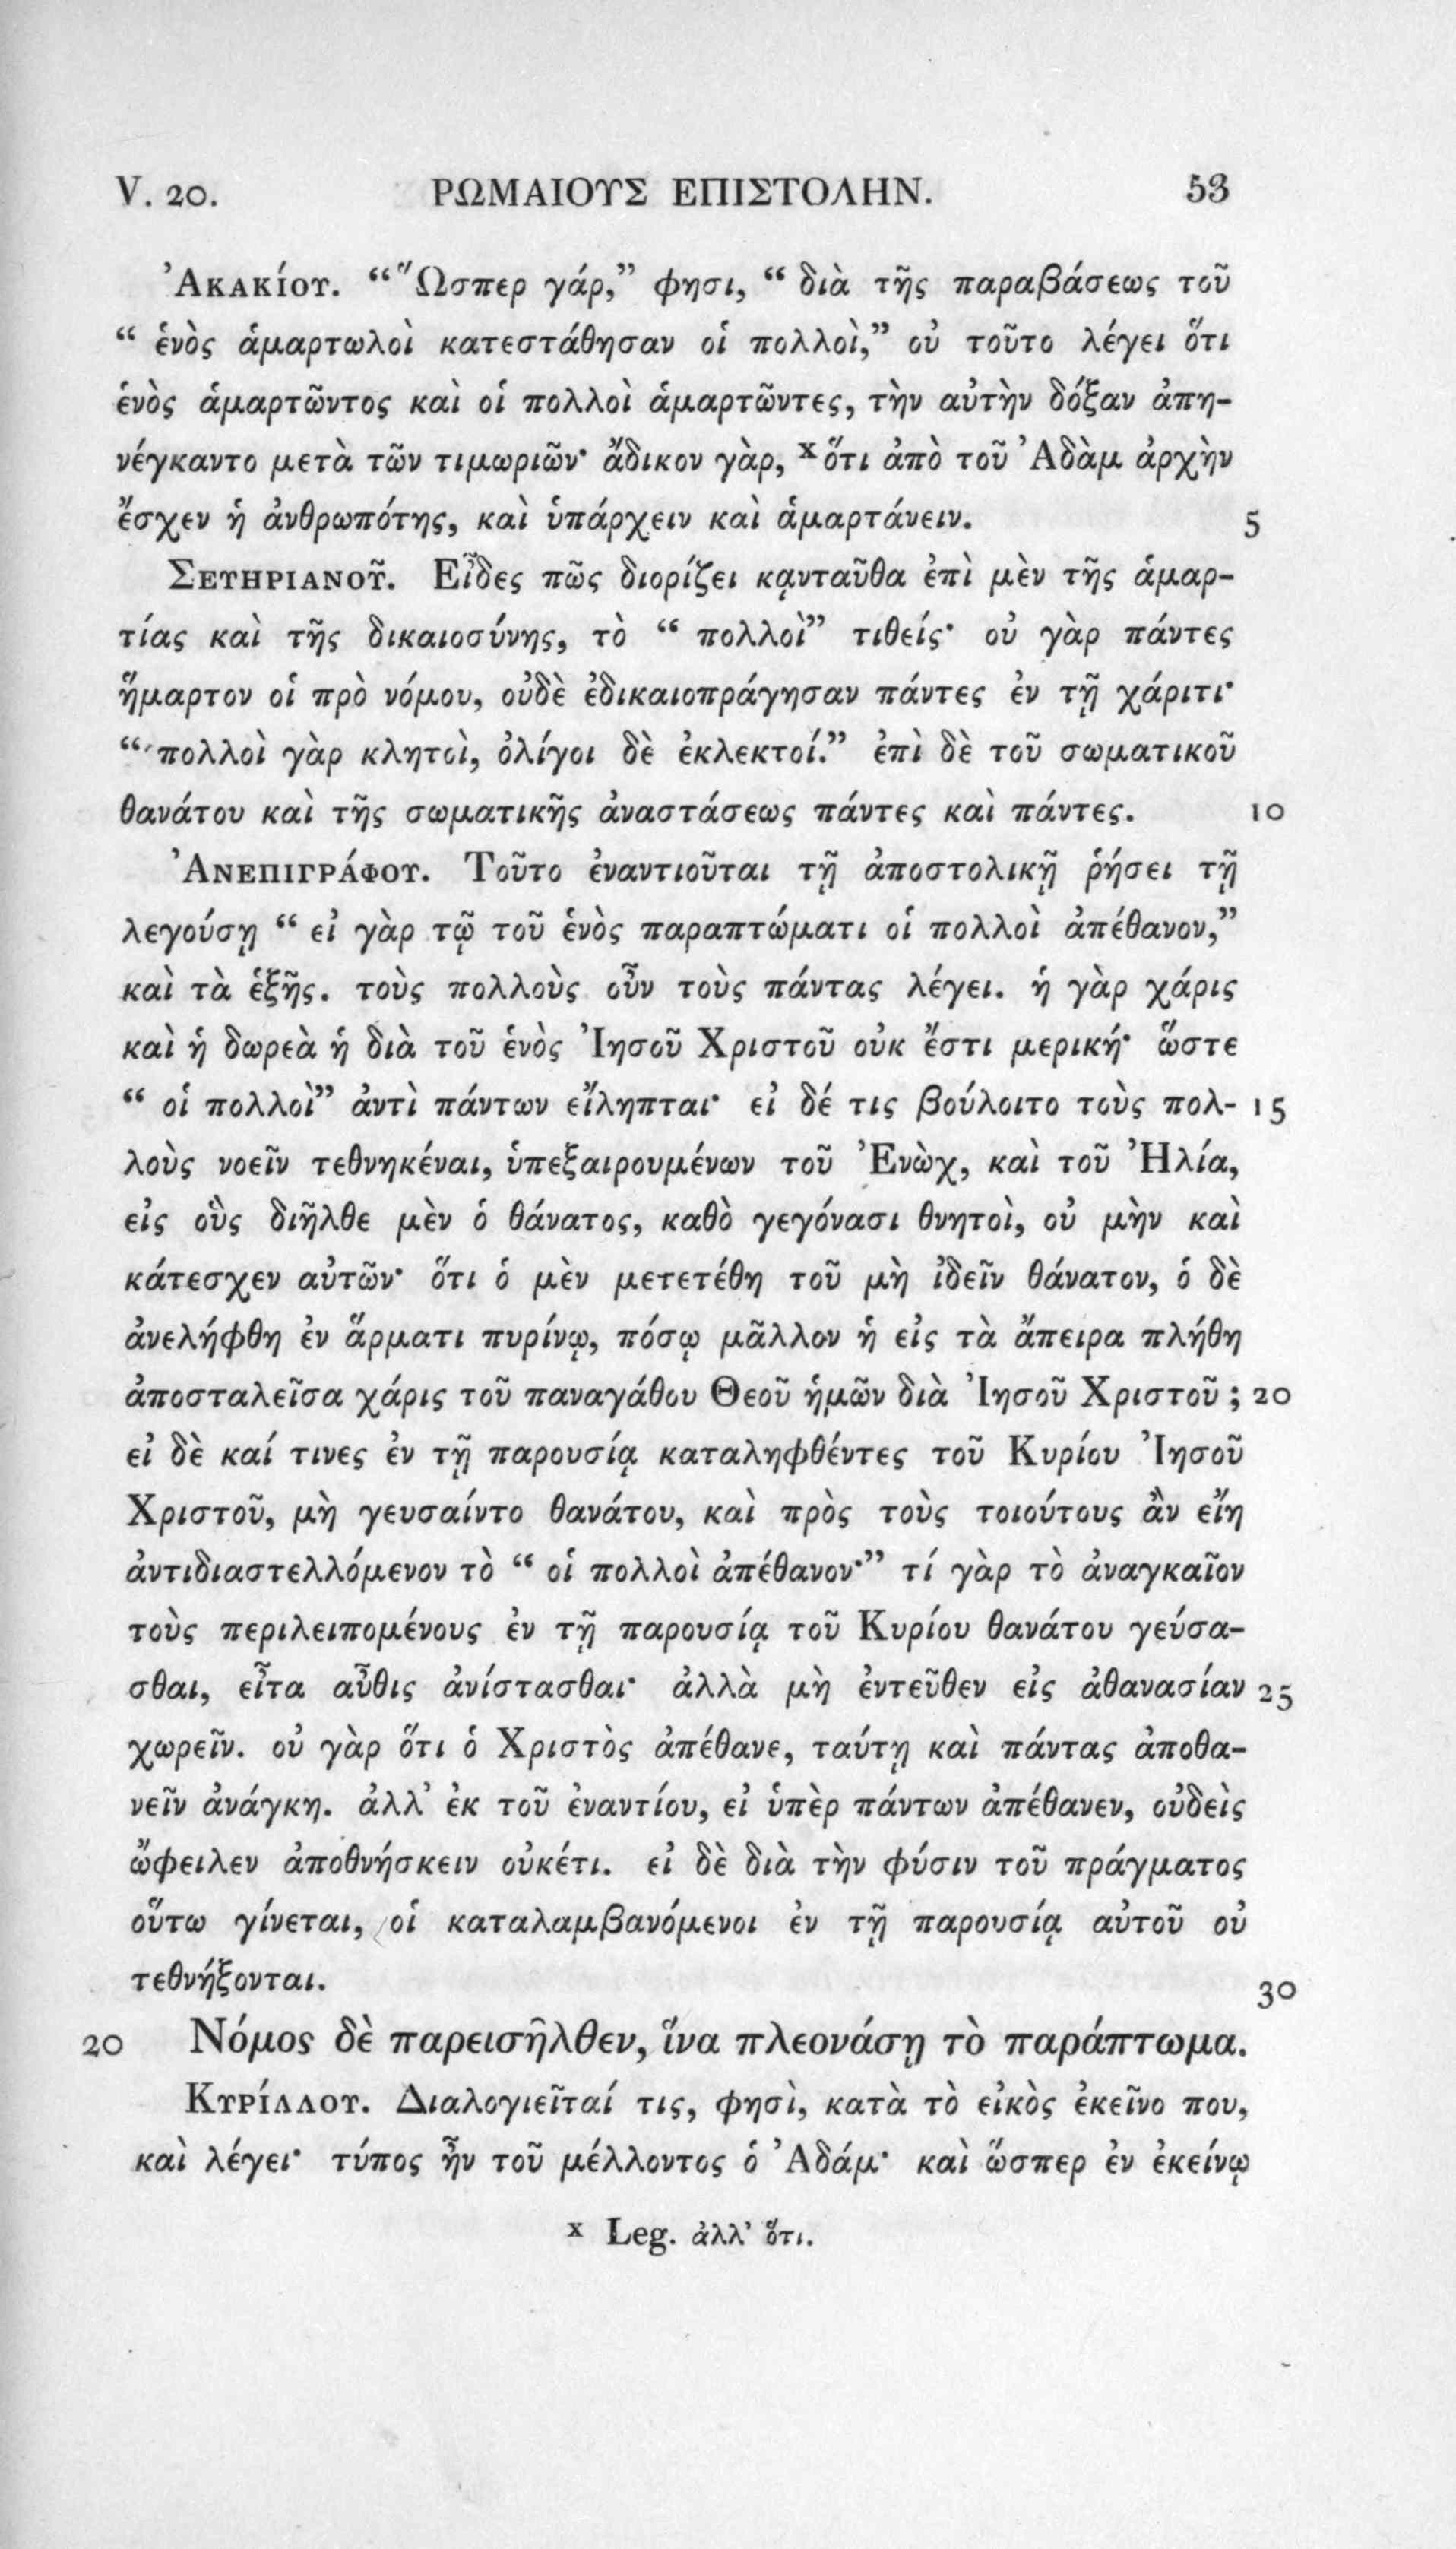 V. 20. ΡΩΜΑΙΟΥΣ ΕΠΙΣΤΟΛΗΝ. 53
Ἀκακίου. “Ὥσπερ γάρ,” φησι, “ διὰ τῆς παραβάσεως τοῦ
“ ἑνὸς ἁμαρτωλοὶ κατεστάθησαν οἱ πολλοὶ,” οὐ τοῦτο λέγει ὅτι
ἑνὸς ἁμαρτῶντος καὶ οἱ πολλοὶ ἁμαρτῶντες, τὴν αὐτὴν δόξαν ἀπη-
νέγκαντο μετὰ τῶν τιμωριῶν· ἄδικον γὰρ, ˣ ὅτι ἀπὸ τοῦ Ἀδὰμ ἀρχὴν
ἔσχεν ἡ ἀνθρωπότης, καὶ ὑπάρχειν καὶ ἁμαρτάνειν. 5
Σευηριανοῦ. Εἶδες πῶς διορίζει κᾳνταῦθα ἐπὶ μὲν τῆς ἁμαρ-
τίας καὶ τῆς δικαιοσύνης, τὸ “ πολλοὶ” τιθείς· οὐ γὰρ πάντες
ἥμαρτον οἱ πρὸ νόμου, οὐδὲ ἐδικαιοπράγησαν πάντες ἐν τῇ χάριτι·
“ πολλοὶ γὰρ κλητοὶ, ὀλίγοι δὲ ἐκλεκτοί.” ἐπὶ δὲ τοῦ σωματικοῦ
θανάτου καὶ τῆς σωματικῆς ἀναστάσεως πάντες καὶ πάντες. 10
Ἀνεπιγράφου. Τοῦτο ἐναντιοῦται τῇ ἀποστολικῇ ῥήσει τῇ
λεγούσῃ “ εἰ γὰρ τῷ τοῦ ἑνὸς παραπτώματι οἱ πολλοὶ ἀπέθανον,”
καὶ τὰ ἑξῆς. τοὺς πολλοὺς οὖν τοὺς πάντας λέγει. ἡ γὰρ χάρις
καὶ ἡ δωρεὰ ἡ διὰ τοῦ ἑνὸς Ἰησοῦ Χριστοῦ οὐκ ἔστι μερική· ὥστε
“ οἱ πολλοὶ” ἀντὶ πάντων εἴληπται· εἰ δέ τις βούλοιτο τοὺς πολ- 15
λοὺς νοεῖν τεθνηκέναι, ὑπεξαιρουμένων τοῦ Ἐνὼχ, καὶ τοῦ Ἠλία,
εἰς οὓς διῆλθε μὲν ὁ θάνατος, καθὸ γεγόνασι θνητοὶ, οὐ μὴν καὶ
κάτεσχεν αὐτῶν· ὅτι ὁ μὲν μετετέθη τοῦ μὴ ἰδεῖν θάνατον, ὁ δὲ
ἀνελήφθη ἐν ἅρματι πυρίνῳ, πόσῳ μᾶλλον ἡ εἰς τὰ ἄπειρα πλήθη
ἀποσταλεῖσα χάρις τοῦ παναγάθου Θεοῦ ἡμῶν διὰ Ἰησοῦ Χριστοῦ ; 20
εἰ δὲ καί τινες ἐν τῇ παρουσίᾳ καταληφθέντες τοῦ Κυρίου Ἰησοῦ
Χριστοῦ, μὴ γευσαίντο θανάτου, καὶ πρὸς τοὺς τοιούτους ἂν εἴη
ἀντιδιαστελλόμενον τὸ “ οἱ πολλοὶ ἀπέθανον·” τί γὰρ τὸ ἀναγκαῖον
τοὺς περιλειπομένους ἐν τῇ παρουσίᾳ τοῦ Κυρίου θανάτου γεύσα-
σθαι, εἶτα αὖθις ἀνίστασθαι· ἀλλὰ μὴ ἐντεῦθεν εἰς ἀθανασίαν 25
χωρεῖν. οὐ γὰρ ὅτι ὁ Χριστὸς ἀπέθανε, ταύτῃ καὶ πάντας ἀποθα-
νεῖν ἀνάγκη. ἀλλ’ ἐκ τοῦ ἐναντίου, εἰ ὑπὲρ πάντων ἀπέθανεν, οὐδεὶς
ὤφειλεν ἀποθνήσκειν οὐκέτι. εἰ δὲ διὰ τὴν φύσιν τοῦ πράγματος
οὕτω γίνεται, οἱ καταλαμβανόμενοι ἐν τῇ παρουσίᾳ αὐτοῦ οὐ
τεθνήξονται. 30
20 Νόμος δὲ παρεισῆλθεν, ἵνα πλεονάσῃ τὸ παράπτωμα.
Κυρίλλου. Διαλογιεῖταί τις, φησὶ, κατὰ τὸ εἰκὸς ἐκεῖνο που,
καὶ λέγει· τύπος ἦν τοῦ μέλλοντος ὁ Ἀδάμ· καὶ ὥσπερ ἐν ἐκείνῳ
ˣ Leg. ἀλλ’ ὅτι.